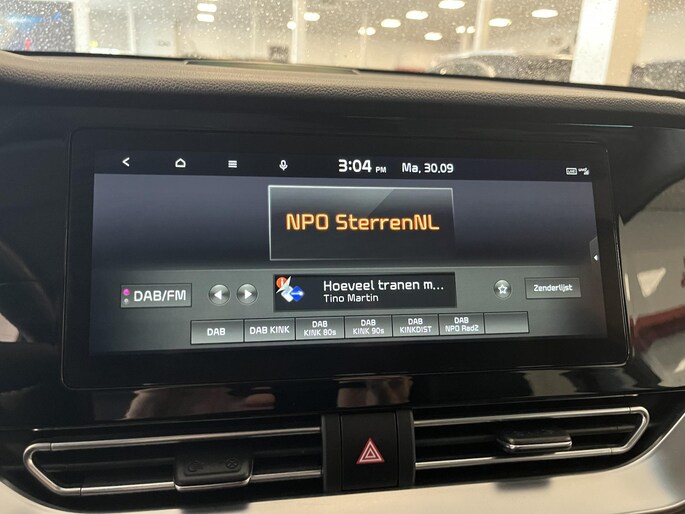 3:04 PM Ma, 30.09
NPO SterrenNL
DAB/FM
Hoeveel tranen m...
Tino Martin
Zenderlijst
DAB
DAB KINK
DAB
KINK 80s
DAB
KINK 90s
DAB
KINKDIST
DAB
NPO Rad2